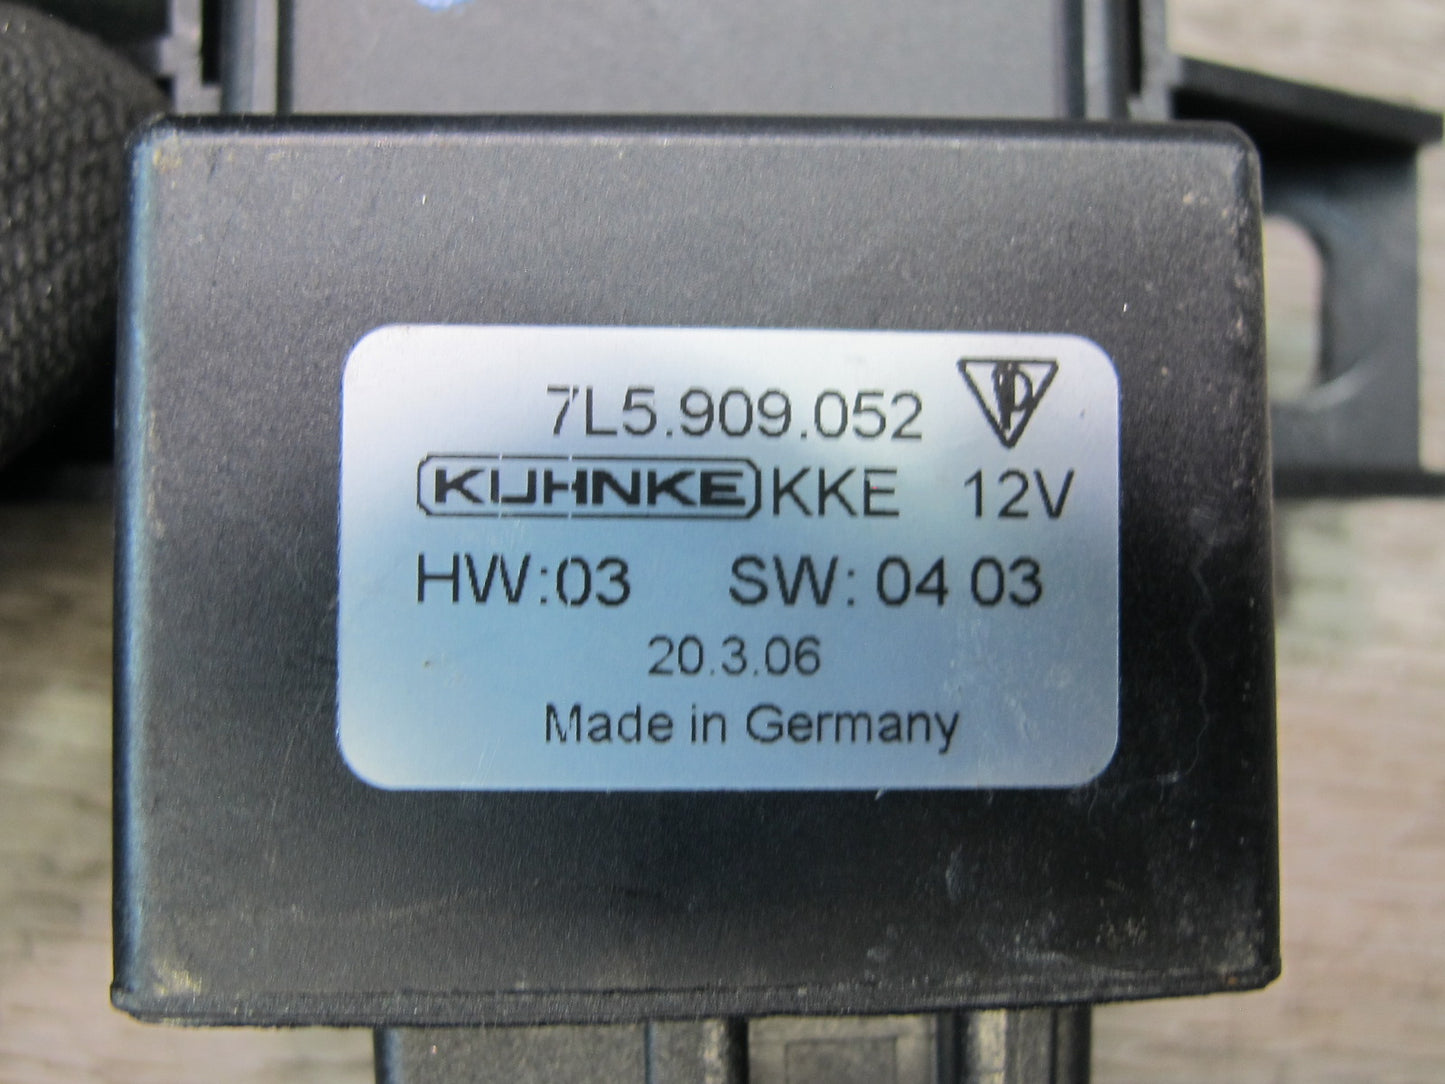 7L5.909.052
KUHNKE KKE 12V
HW:03 SW: 04 03
20.3.06
Made in Germany